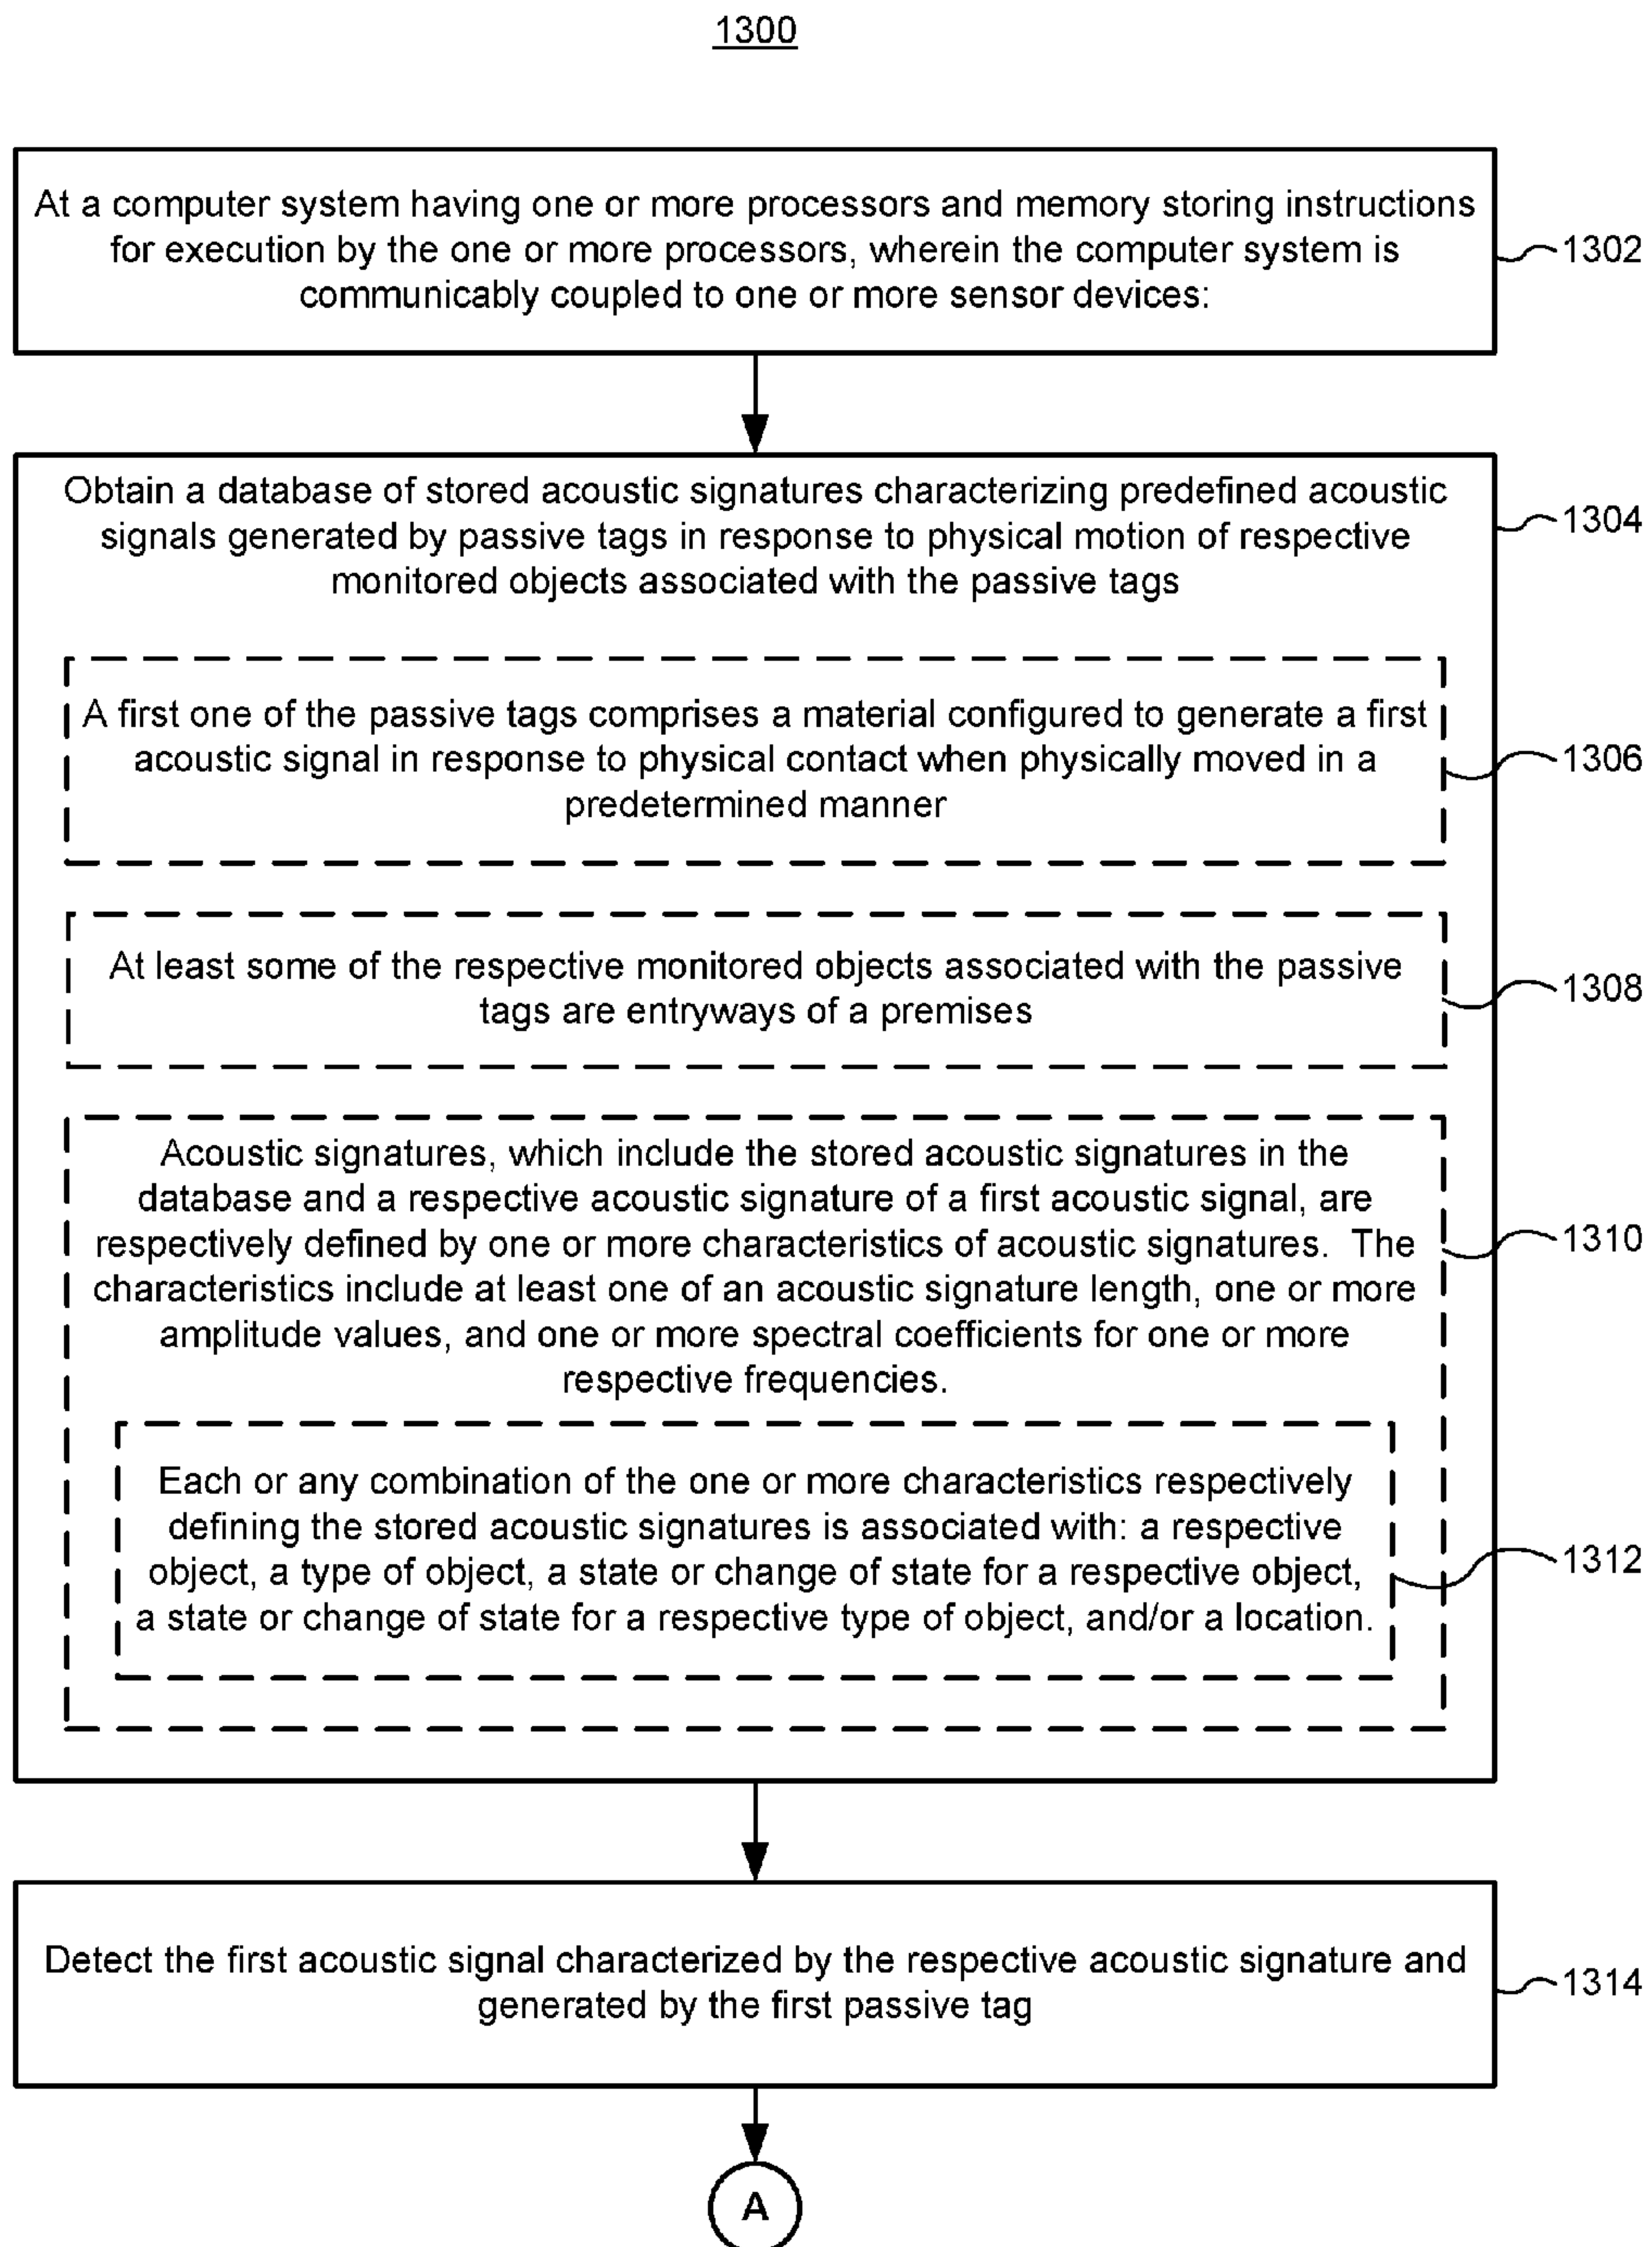 1300
At a computer system having one or more processors and memory storing instructions
for execution by the one or more processors, wherein the computer system is
communicably coupled to one or more sensor devices:
1302
Obtain a database of stored acoustic signatures characterizing predefined acoustic
signals generated by passive tags in response to physical motion of respective
monitored objects associated with the passive tags
1304
A first one of the passive tags comprises a material configured to generate a first
acoustic signal in response to physical contact when physically moved in a
predetermined manner
1306
At least some of the respective monitored objects associated with the passive
tags are entryways of a premises
1308
Acoustic signatures, which include the stored acoustic signatures in the
database and a respective acoustic signature of a first acoustic signal, are
respectively defined by one or more characteristics of acoustic signatures.  The
characteristics include at least one of an acoustic signature length, one or more
amplitude values, and one or more spectral coefficients for one or more
respective frequencies.
1310
Each or any combination of the one or more characteristics respectively
defining the stored acoustic signatures is associated with: a respective
object, a type of object, a state or change of state for a respective object,
a state or change of state for a respective type of object, and/or a location.
1312
Detect the first acoustic signal characterized by the respective acoustic signature and
generated by the first passive tag
1314
A